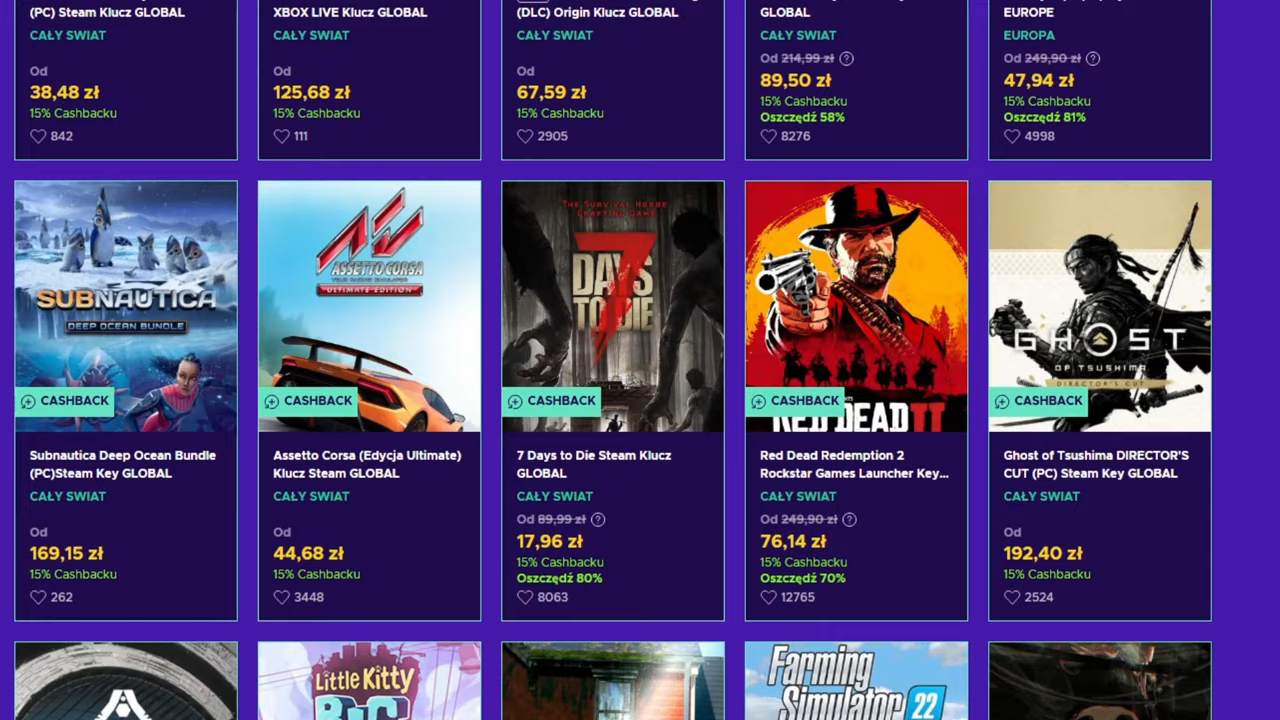 (PC) Steam Klucz GLOBAL
CAŁY SWIAT
Od
38,48 zł
15% Cashbacku
842
XBOX LIVE Klucz GLOBAL
CAŁY SWIAT
Od
125,68 zł
15% Cashbacku
111
(DLC) Origin Klucz GLOBAL
CAŁY SWIAT
Od
67,59 zł
15% Cashbacku
2905
GLOBAL
CAŁY SWIAT
Od 214,99 zł ?
89,50 zł
15% Cashbacku
Oszczędź 58%
8276
EUROPE
EUROPA
Od 249,90 zł ?
47,94 zł
15% Cashbacku
Oszczędź 81%
4998
SUBNAUTICA
DEEP OCEAN BUNDLE
CASHBACK
Subnautica Deep Ocean Bundle
(PC)Steam Key GLOBAL
CAŁY SWIAT
Od
169,15 zł
15% Cashbacku
262
ASSETTO CORSA
ULTIMATE EDITION
CASHBACK
Assetto Corsa (Edycja Ultimate)
Klucz Steam GLOBAL
CAŁY SWIAT
Od
44,68 zł
15% Cashbacku
3448
THE SURVIVAL HORDE
CRAFTING GAME
7
DAYS
TO DIE
CASHBACK
7 Days to Die Steam Klucz
GLOBAL
CAŁY SWIAT
Od 89,99 zł ?
17,96 zł
15% Cashbacku
Oszczędź 80%
8063
CASHBACK
RED DEAD II
Red Dead Redemption 2
Rockstar Games Launcher Key...
CAŁY SWIAT
Od 249,90 zł ?
76,14 zł
15% Cashbacku
Oszczędź 70%
12765
GHOST
OF TSUSHIMA
DIRECTOR'S CUT
CASHBACK
Ghost of Tsushima DIRECTOR'S
CUT (PC) Steam Key GLOBAL
CAŁY SWIAT
Od
192,40 zł
15% Cashbacku
2524
Little Kitty
BIG
Farming
Simulator 22